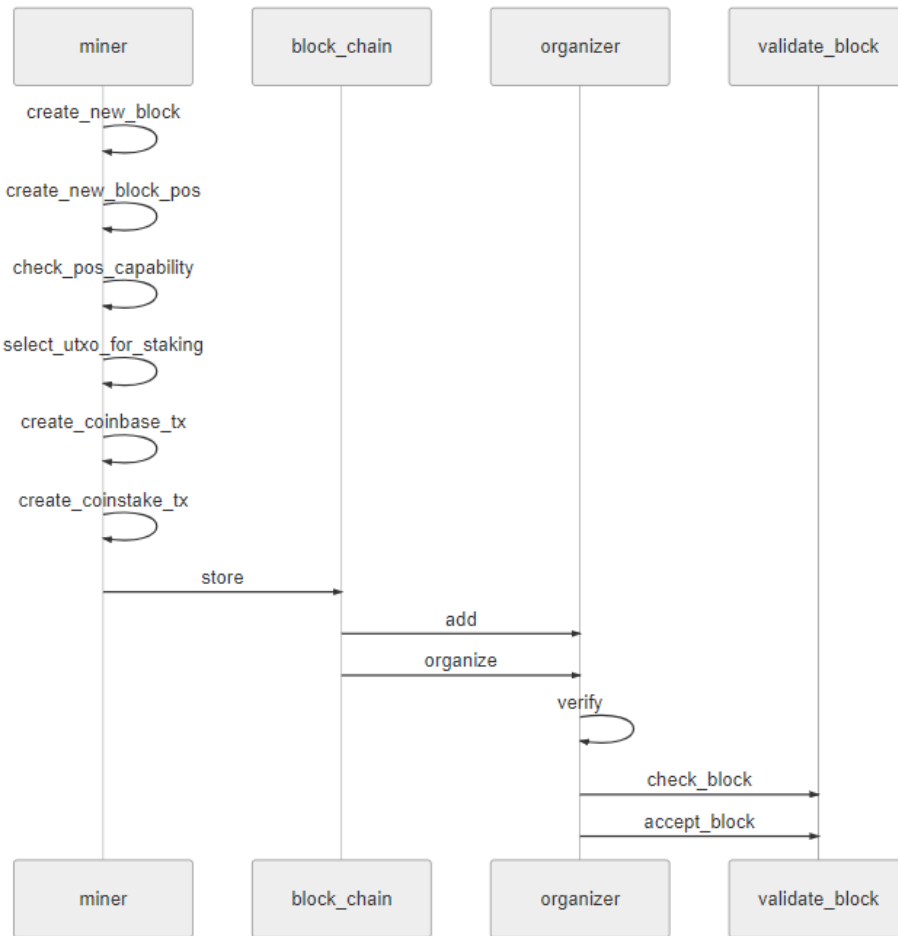 miner
block_chain
organizer
validate_block
create_new_block
create_new_block_pos
check_pos_capability
select_utxo_for_staking
create_coinbase_tx
create_coinstake_tx
store
add
organize
verify
check_block
accept_block
miner
block_chain
organizer
validate_block